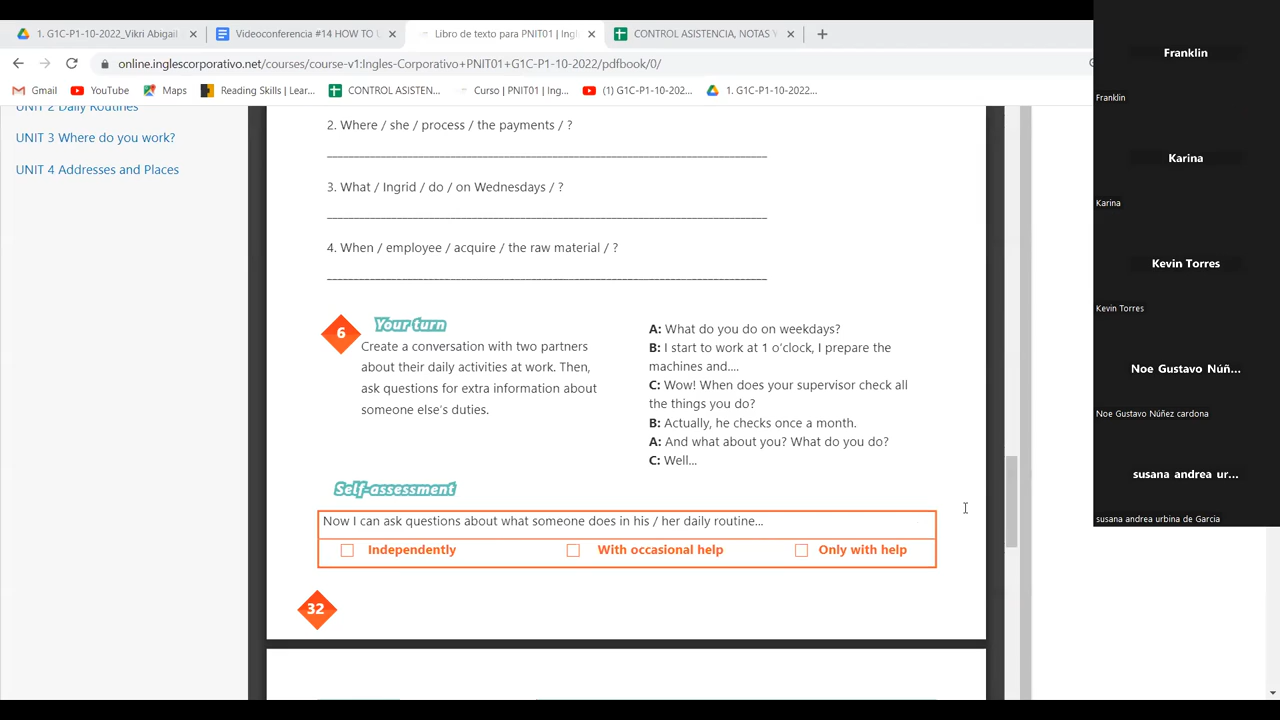 1. G1C-P1-10-2022_Vikri Abigail
Videoconferencia #14 HOW TO
Libro de texto para PNIT01 | Ingl
CONTROL ASISTENCIA, NOTAS Y
online.inglescorporativo.net/courses/course-v1:Ingles-Corporativo+PNIT01+G1C-P1-10-2022/pdfbook/0/
Gmail
YouTube
Maps
Reading Skills | Lear...
CONTROL ASISTEN...
Curso | PNIT01 | Ing...
(1) G1C-P1-10-202...
1. G1C-P1-10-2022...
UNIT 2 Daily Routines
UNIT 3 Where do you work?
UNIT 4 Addresses and Places
2. Where / she / process / the payments / ?
3. What / Ingrid / do / on Wednesdays / ?
4. When / employee / acquire / the raw material / ?
6
Your turn
Create a conversation with two partners
about their daily activities at work. Then,
ask questions for extra information about
someone else's duties.
A: What do you do on weekdays?
B: I start to work at 1 o'clock, I prepare the
machines and....
C: Wow! When does your supervisor check all
the things you do?
B: Actually, he checks once a month.
A: And what about you? What do you do?
C: Well...
Self-assessment
Now I can ask questions about what someone does in his / her daily routine...
Independently
With occasional help
Only with help
32
Franklin
Franklin
Karina
Karina
Kevin Torres
Kevin Torres
Noe Gustavo Núñ...
Noe Gustavo Núñez cardona
susana andrea ur...
susana andrea urbina de Garcia